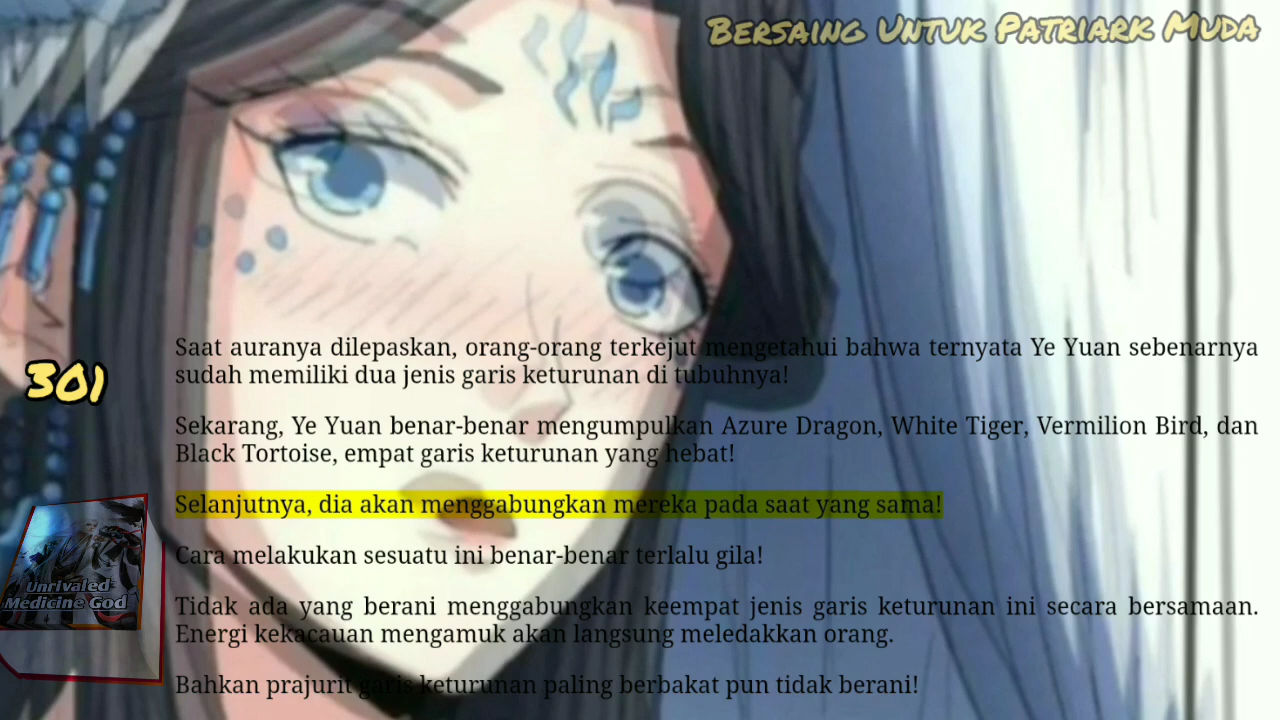 Bersaing Untuk Patriark Muda
Saat auranya dilepaskan, orang-orang terkejut mengetahui bahwa ternyata Ye Yuan sebenarnya
sudah memiliki dua jenis garis keturunan di tubuhnya!
Sekarang, Ye Yuan benar-benar mengumpulkan Azure Dragon, White Tiger, Vermilion Bird, dan
Black Tortoise, empat garis keturunan yang hebat!
301
Selanjutnya, dia akan menggabungkan mereka pada saat yang sama!
Cara melakukan sesuatu ini benar-benar terlalu gila!
Unrivaled
Medicine God
Tidak ada yang berani menggabungkan keempat jenis garis keturunan ini secara bersamaan.
Energi kekacauan mengamuk akan langsung meledakkan orang.
Bahkan prajurit garis keturunan paling berbakat pun tidak berani!